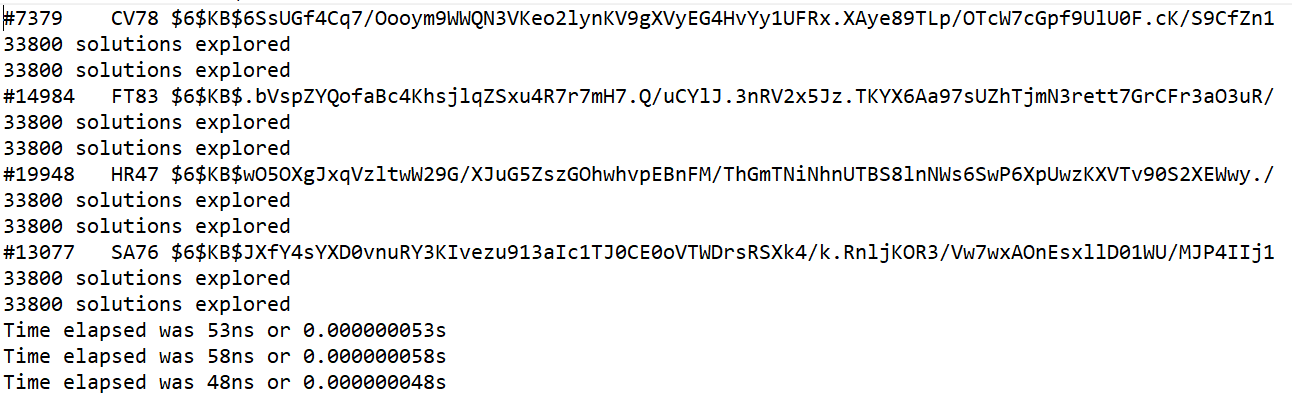 #7379   CV78 $6$KB$6SsUGf4Cq7/Oooym9WWQN3VKeo2lynKV9gXVyEG4HvYy1UFRx.XAye89TLp/OTcW7cGpf9UlU0F.cK/S9CfZn1
33800 solutions explored
33800 solutions explored
#14984   FT83 $6$KB$.bVspZYQofaBc4KhsjlqZSxu4R7r7mH7.Q/uCYlJ.3nRV2x5Jz.TKYX6Aa97sUZhTjmN3rett7GrCFr3aO3uR/
33800 solutions explored
33800 solutions explored
#19948   HR47 $6$KB$wO5OXgJxqVzltwW29G/XJuG5ZszGOhwhvpEBnFM/ThGmTNiNhnUTBS8lnNWs6SwP6XpUwzKXVTv90S2XEWwy./
33800 solutions explored
33800 solutions explored
#13077   SA76 $6$KB$JXfY4sYXD0vnuRY3KIvezu913aIc1TJ0CE0oVTWDrsRSXk4/k.RnljKOR3/Vw7wxAOnEsxllD01WU/MJP4IIj1
33800 solutions explored
33800 solutions explored
Time elapsed was 53ns or 0.000000053s
Time elapsed was 58ns or 0.000000058s
Time elapsed was 48ns or 0.000000048s